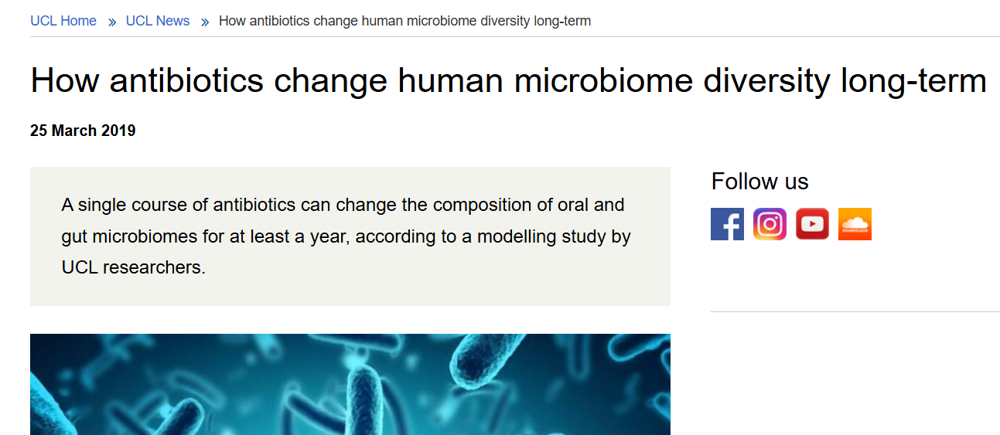 UCL Home » UCL News » How antibiotics change human microbiome diversity long-term
How antibiotics change human microbiome diversity long-term
25 March 2019
A single course of antibiotics can change the composition of oral and
gut microbiomes for at least a year, according to a modelling study by
UCL researchers.
Follow us
SOUNDCLOUD